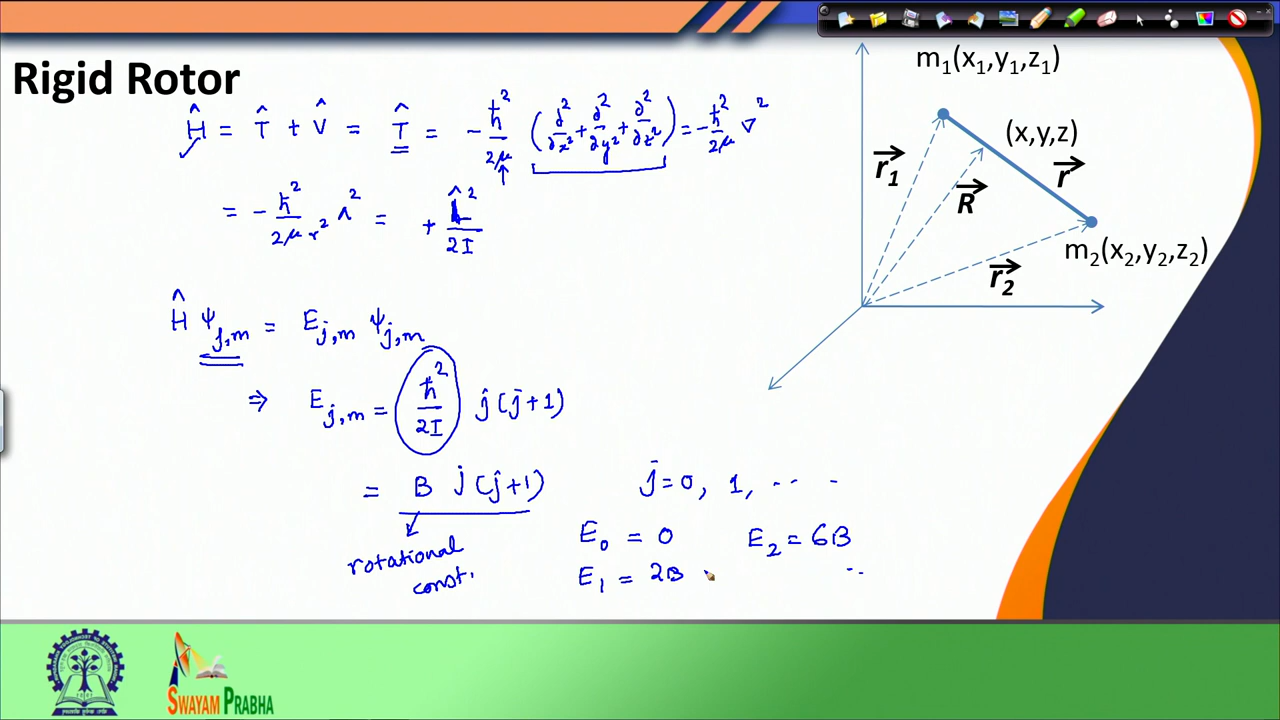 Rigid Rotor
Ĥ = T̂ + V̂ = T̂ = -ħ²/2μ (∂²/∂x² + ∂²/∂y² + ∂²/∂z²) = -ħ²/2μ ∇²
= -ħ²/2μr² Λ² = + L̂²/2I
Ĥ Ψj,m = Ej,m Ψj,m
⇒ Ej,m = ħ²/2I j(j+1)
= B j(j+1) j=0, 1, .. .
rotational const.
E₀ = 0 E₂ = 6B
E₁ = 2B ..
m₁(x₁,y₁,z₁)
(x,y,z)
r₁
r
R
m₂(x₂,y₂,z₂)
r₂
SWAYAM PRABHA